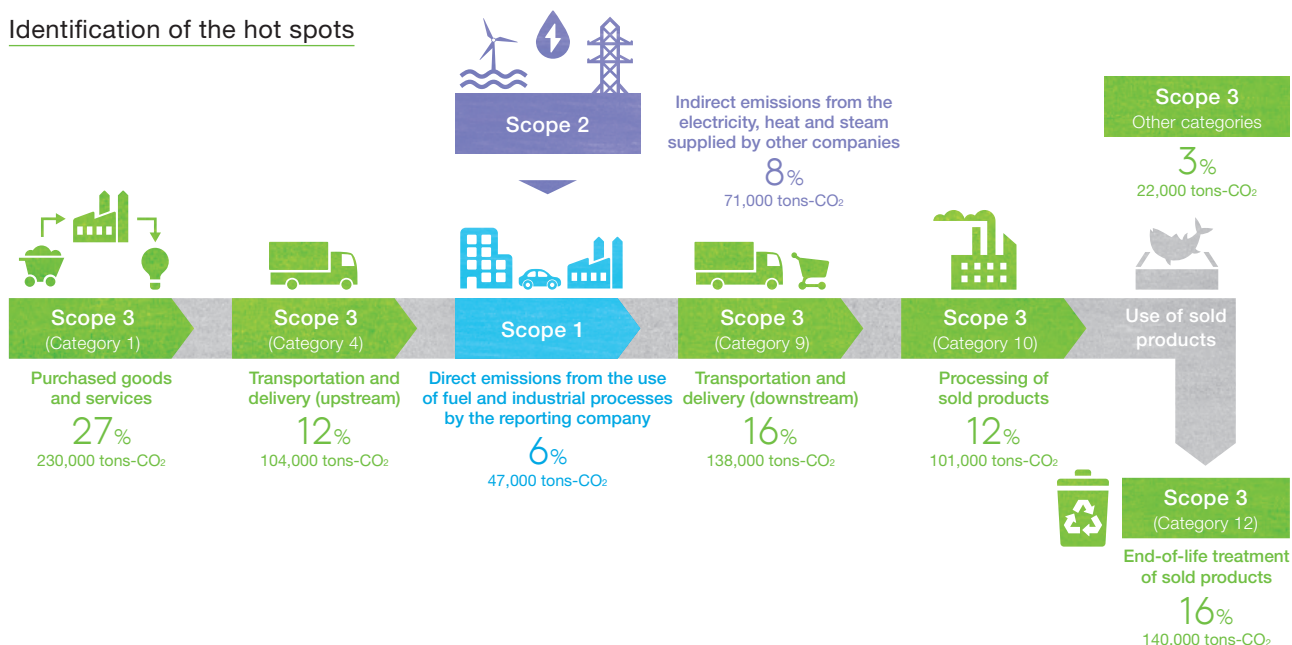 Identification of the hot spots
Scope 2
Indirect emissions from the
electricity, heat and steam
supplied by other companies
8%
71,000 tons-CO₂
Scope 3
Other categories
3%
22,000 tons-CO₂
Scope 3
(Category 1)
Purchased goods
and services
27%
230,000 tons-CO₂
Scope 3
(Category 4)
Transportation and
delivery (upstream)
12%
104,000 tons-CO₂
Scope 1
Direct emissions from the use
of fuel and industrial processes
by the reporting company
6%
47,000 tons-CO₂
Scope 3
(Category 9)
Transportation and
delivery (downstream)
16%
138,000 tons-CO₂
Scope 3
(Category 10)
Processing of
sold products
12%
101,000 tons-CO₂
Use of sold
products
Scope 3
(Category 12)
End-of-life treatment
of sold products
16%
140,000 tons-CO₂